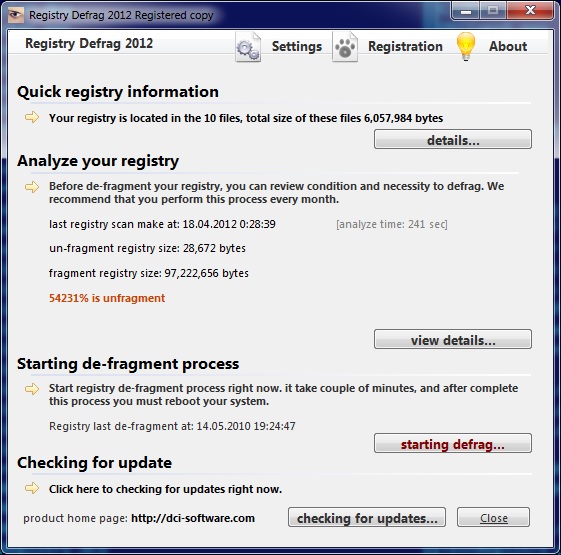 Registry Defrag 2012 Registered copy
Registry Defrag 2012 Settings Registration About
Quick registry information
Your registry is located in the 10 files, total size of these files 6,057,984 bytes
details...
Analyze your registry
Before de-fragment your registry, you can review condition and necessity to defrag. We
recommend that you perform this process every month.
last registry scan make at: 18.04.2012 0:28:39 [analyze time: 241 sec]
un-fragment registry size: 28,672 bytes
fragment registry size: 97,222,656 bytes
54231% is unfragment
view details...
Starting de-fragment process
Start registry de-fragment process right now. it take couple of minutes, and after complete
this process you must reboot your system.
Registry last de-fragment at: 14.05.2010 19:24:47
starting defrag...
Checking for update
Click here to checking for updates right now.
product home page: http://dci-software.com checking for updates... Close